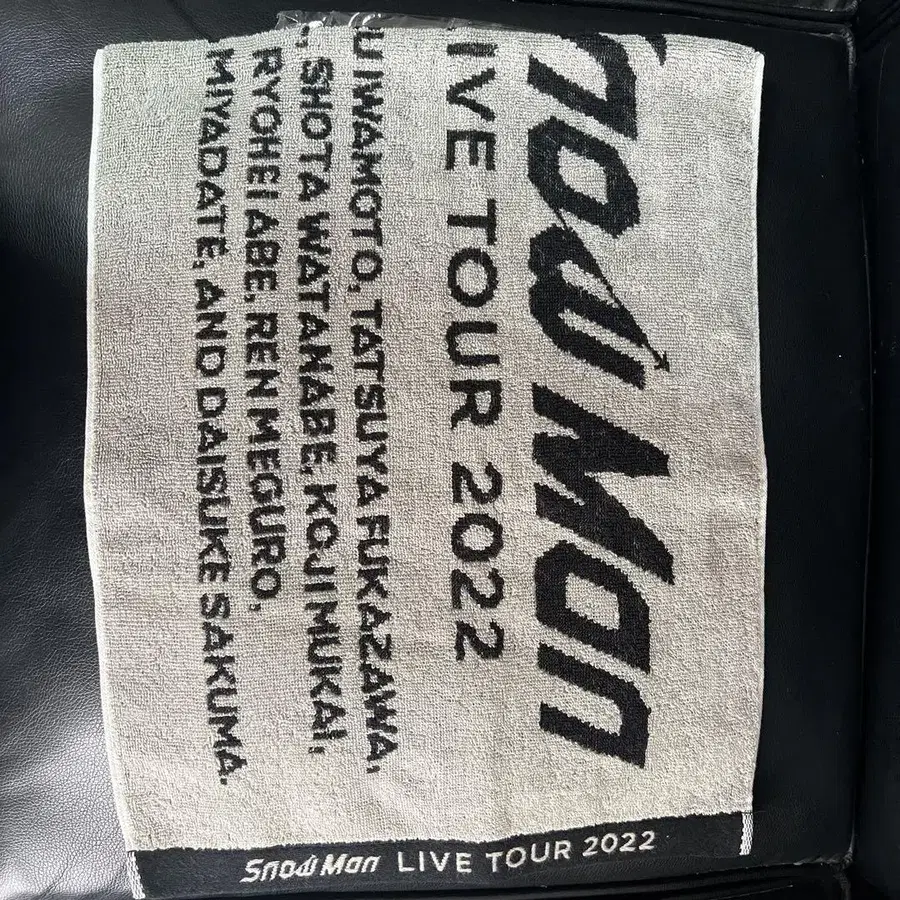 Snow Man
IVE TOUR 2022
U IWAMOTO, TATSUYA FUKAZAWA,
., SHOTA WATANABE, KOJI MUKAI,
RYOHEI ABE, REN MEGURO,
MIYADATE, AND DAISUKE SAKUMA.
Snow Man LIVE TOUR 2022